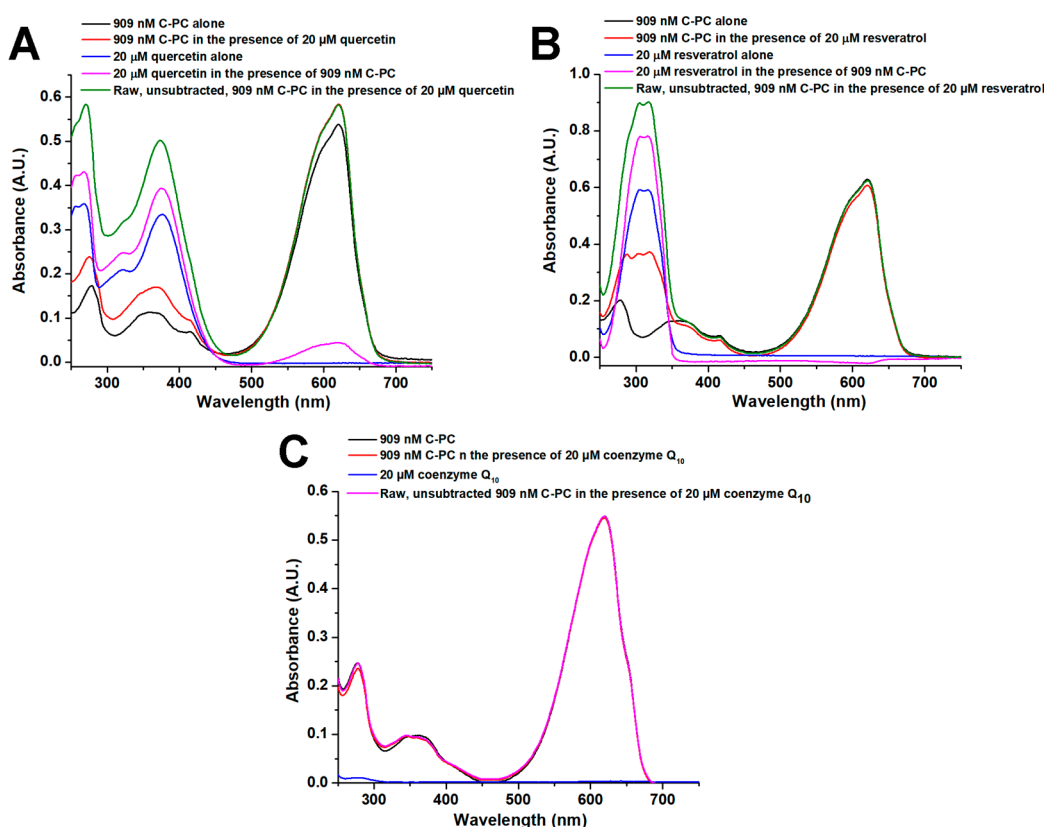 A
909 nM C-PC alone
909 nM C-PC in the presence of 20 µM quercetin
20 µM quercetin alone
20 µM quercetin in the presence of 909 nM C-PC
Raw, unsubtracted, 909 nM C-PC in the presence of 20 µM quercetin
0.6
0.5
0.4
0.3
0.2
0.1
0.0
Absorbance (A.U.)
300 400 500 600 700
Wavelength (nm)
B
909 nM C-PC alone
909 nM C-PC in the presence of 20 µM resveratrol
20 µM resveratrol alone
20 µM resveratrol in the presence of 909 nM C-PC
Raw, unsubtracted, 909 nM C-PC in the presence of 20 µM resveratrol
1.0
0.8
0.6
0.4
0.2
0.0
Absorbance (A.U.)
300 400 500 600 700
Wavelength (nm)
C
909 nM C-PC
909 nM C-PC n the presence of 20 µM coenzyme Q10
20 µM coenzyme Q10
Raw, unsubtracted 909 nM C-PC in the presence of 20 µM coenzyme Q10
0.6
0.5
0.4
0.3
0.2
0.1
0.0
Absorbance (A.U.)
300 400 500 600 700
Wavelength (nm)